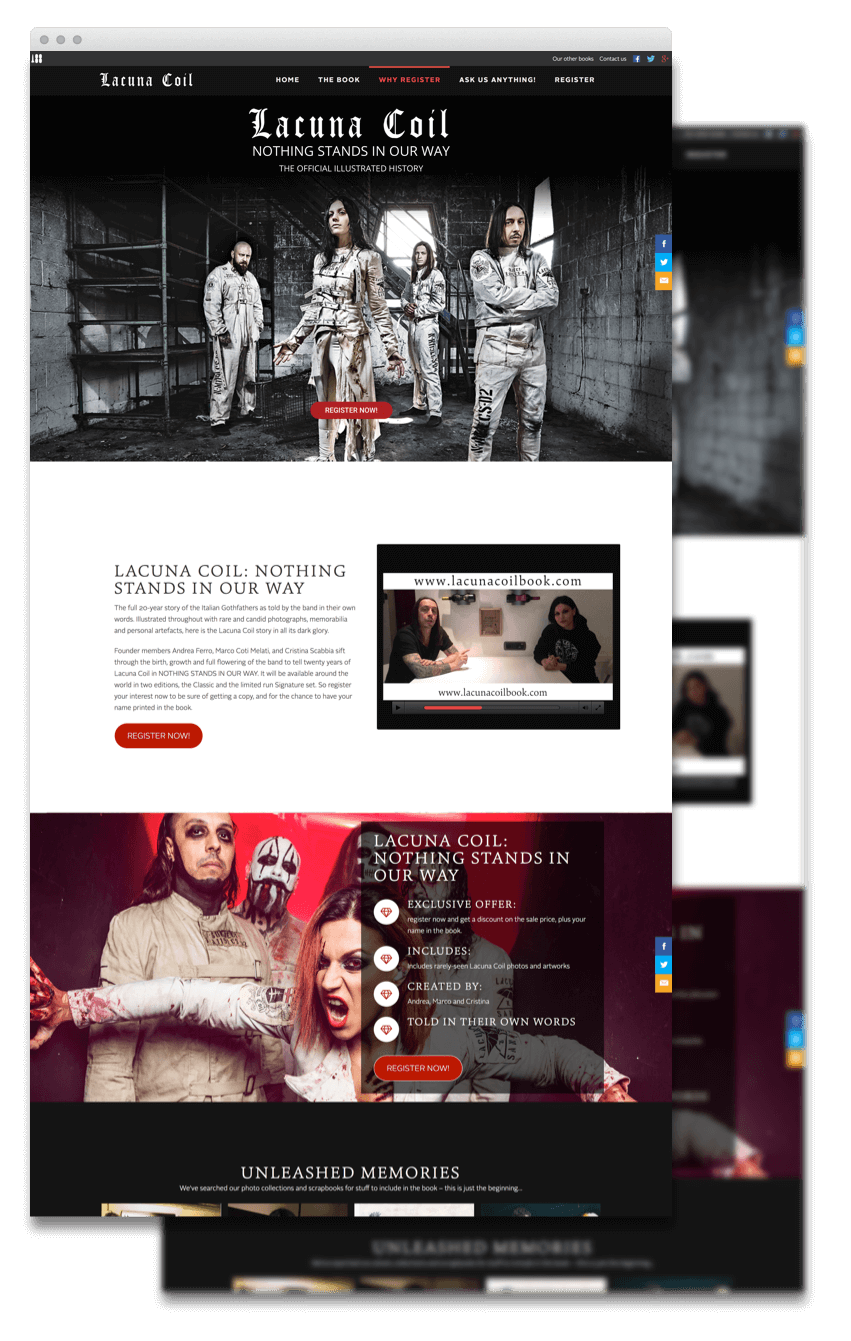 Our other books Contact us
Lacuna Coil HOME THE BOOK WHY REGISTER ASK US ANYTHING! REGISTER
Lacuna Coil
NOTHING STANDS IN OUR WAY
THE OFFICIAL ILLUSTRATED HISTORY
REGISTER NOW!
LACUNA COIL: NOTHING
STANDS IN OUR WAY
The full 20-year story of the Italian Gothfathers as told by the band in their own
words. Illustrated throughout with rare and candid photographs, memorabilia
and personal artefacts, here is the Lacuna Coil story in all its dark glory.
Founder members Andrea Ferro, Marco Coti Melati, and Cristina Scabbia sift
through the birth, growth and full flowering of the band to tell twenty years of
Lacuna Coil in NOTHING STANDS IN OUR WAY. It will be available around the
world in two editions, the Classic and the limited run Signature set. So register
your interest now to be sure of getting a copy, and for the chance to have your
name printed in the book.
REGISTER NOW!
www.lacunacoilbook.com
www.lacunacoilbook.com
LACUNA COIL:
NOTHING STANDS IN
OUR WAY
EXCLUSIVE OFFER:
register now and get a discount on the sale price, plus your
name in the book.
INCLUDES:
includes rarely-seen Lacuna Coil photos and artworks
CREATED BY:
Andrea, Marco and Cristina
TOLD IN THEIR OWN WORDS
REGISTER NOW!
UNLEASHED MEMORIES
We've searched our photo collections and scrapbooks for stuff to include in the book – this is just the beginning...
UNLEASHED MEMORIES